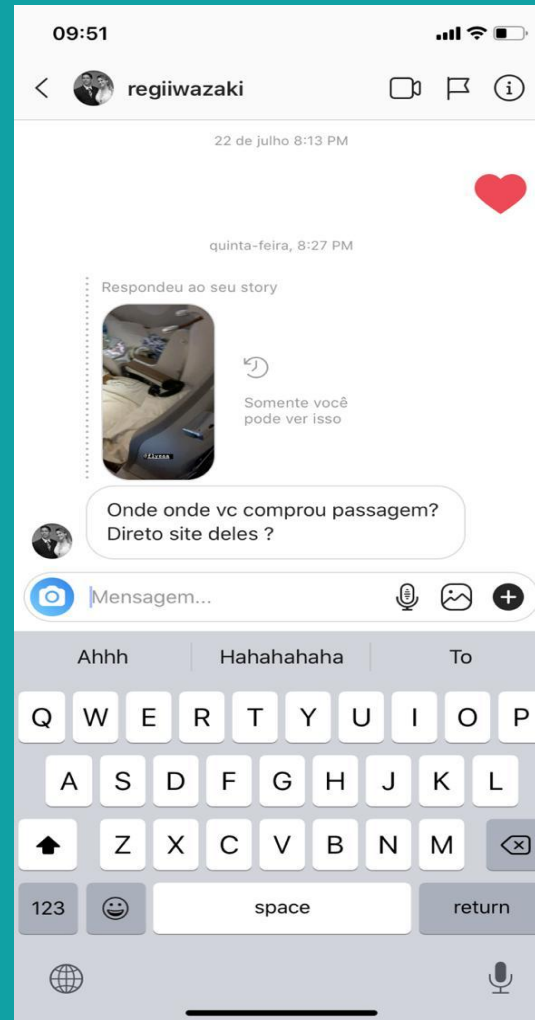 09:51
regiiwazaki
22 de julho 8:13 PM
quinta-feira, 8:27 PM
Respondeu ao seu story
Somente você
pode ver isso
Onde onde vc comprou passagem?
Direto site deles ?
Mensagem...
Ahhh Hahahahaha To
Q W E R T Y U I O P
A S D F G H J K L
Z X C V B N M
123 space return